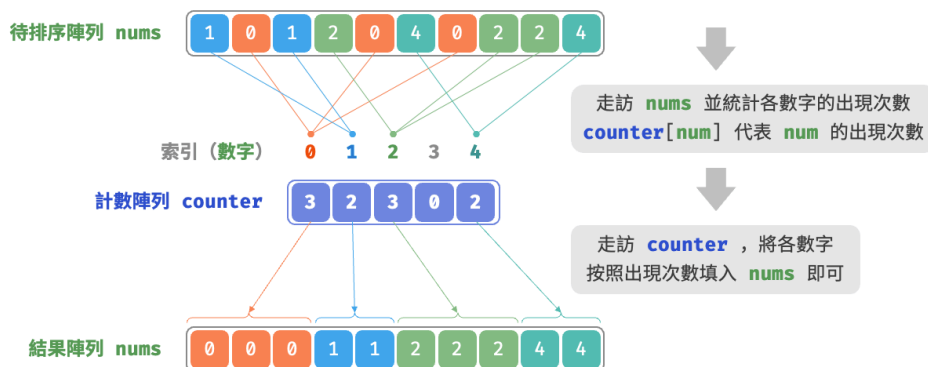 待排序陣列 nums 1 0 1 2 0 4 0 2 2 4
走訪 nums 並統計各數字的出現次數
counter[num] 代表 num 的出現次數
索引（數字） 0 1 2 3 4
計數陣列 counter 3 2 3 0 2
走訪 counter ，將各數字
按照出現次數填入 nums 即可
結果陣列 nums 0 0 0 1 1 2 2 2 4 4